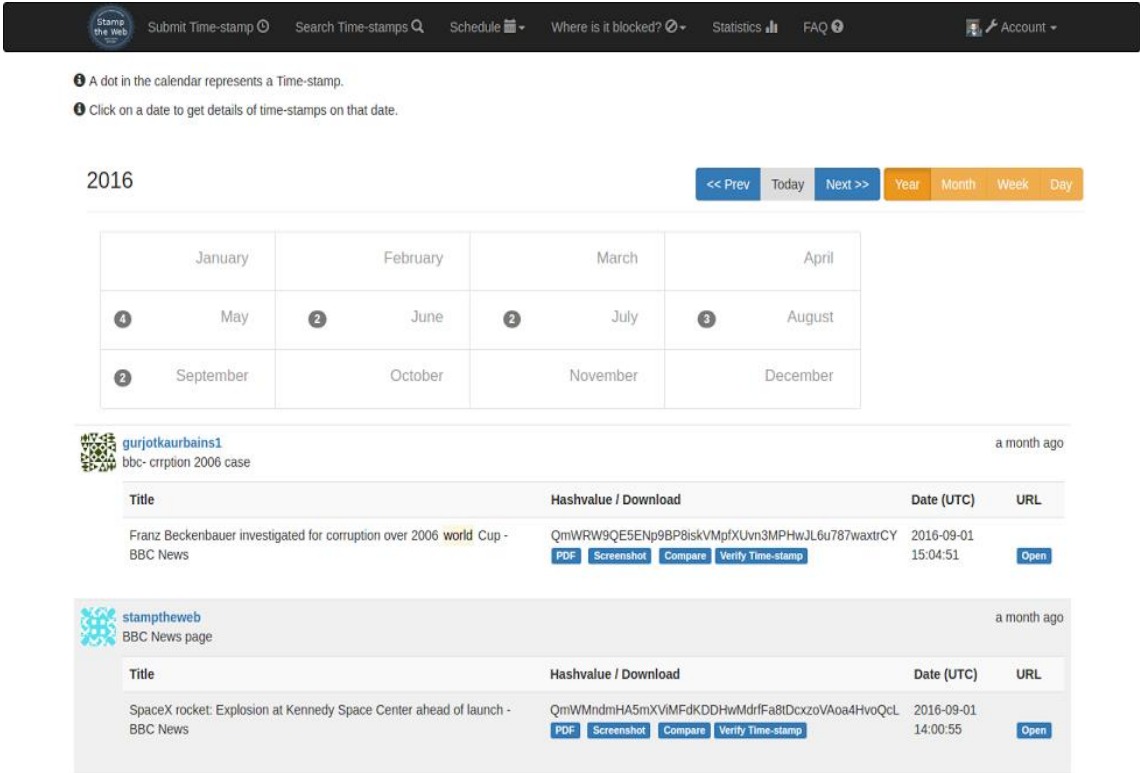 Stamp
the Web
Submit Time-stamp Search Time-stamps Schedule Where is it blocked? Statistics FAQ Account
A dot in the calendar represents a Time-stamp.
Click on a date to get details of time-stamps on that date.
2016 << Prev Today Next >> Year Month Week Day
January February March April
4 May 2 June 2 July 3 August
2 September October November December
gurjotkaurbains1 a month ago
bbc- crrption 2006 case
Title Hashvalue / Download Date (UTC) URL
Franz Beckenbauer investigated for corruption over 2006 world Cup - QmWRW9QE5ENp9BP8iskVMpfXUvn3MPHwJL6u787waxtrCY 2016-09-01
BBC News PDF Screenshot Compare Verify Time-stamp 15:04:51 Open
stamptheweb a month ago
BBC News page
Title Hashvalue / Download Date (UTC) URL
SpaceX rocket: Explosion at Kennedy Space Center ahead of launch - QmWMndmHA5mXViMFdKDDHwMdrfFa8tDcxzoVAoa4HvoQcL 2016-09-01
BBC News PDF Screenshot Compare Verify Time-stamp 14:00:55 Open